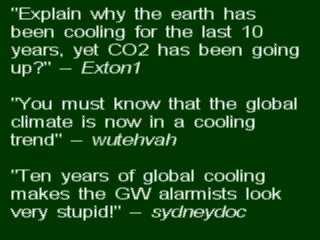 "Explain why the earth has
been cooling for the last 10
years, yet CO2 has been going
up?" – Exton1
"You must know that the global
climate is now in a cooling
trend" – wutehvah
"Ten years of global cooling
makes the GW alarmists look
very stupid!" – sydneydoc